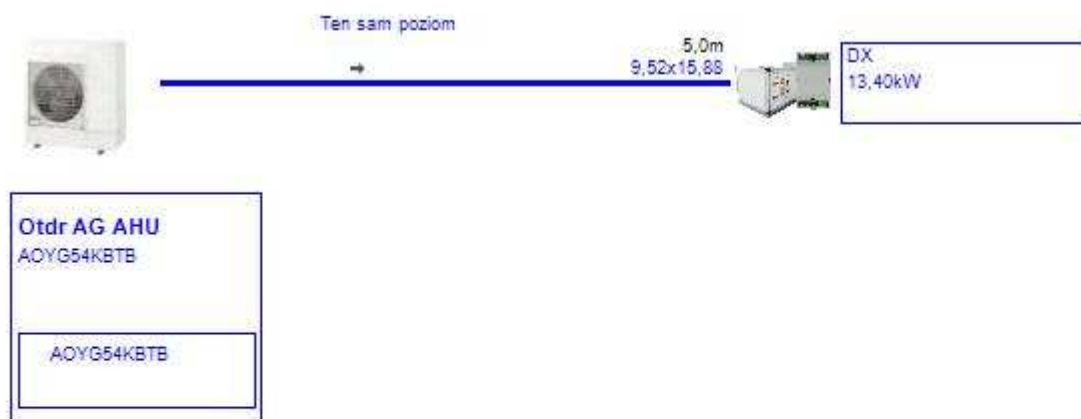 Ten sam poziom
5,0m
9,52x15,88
DX
13,40kW
Otdr AG AHU
AOYG54KBTB
AOYG54KBTB